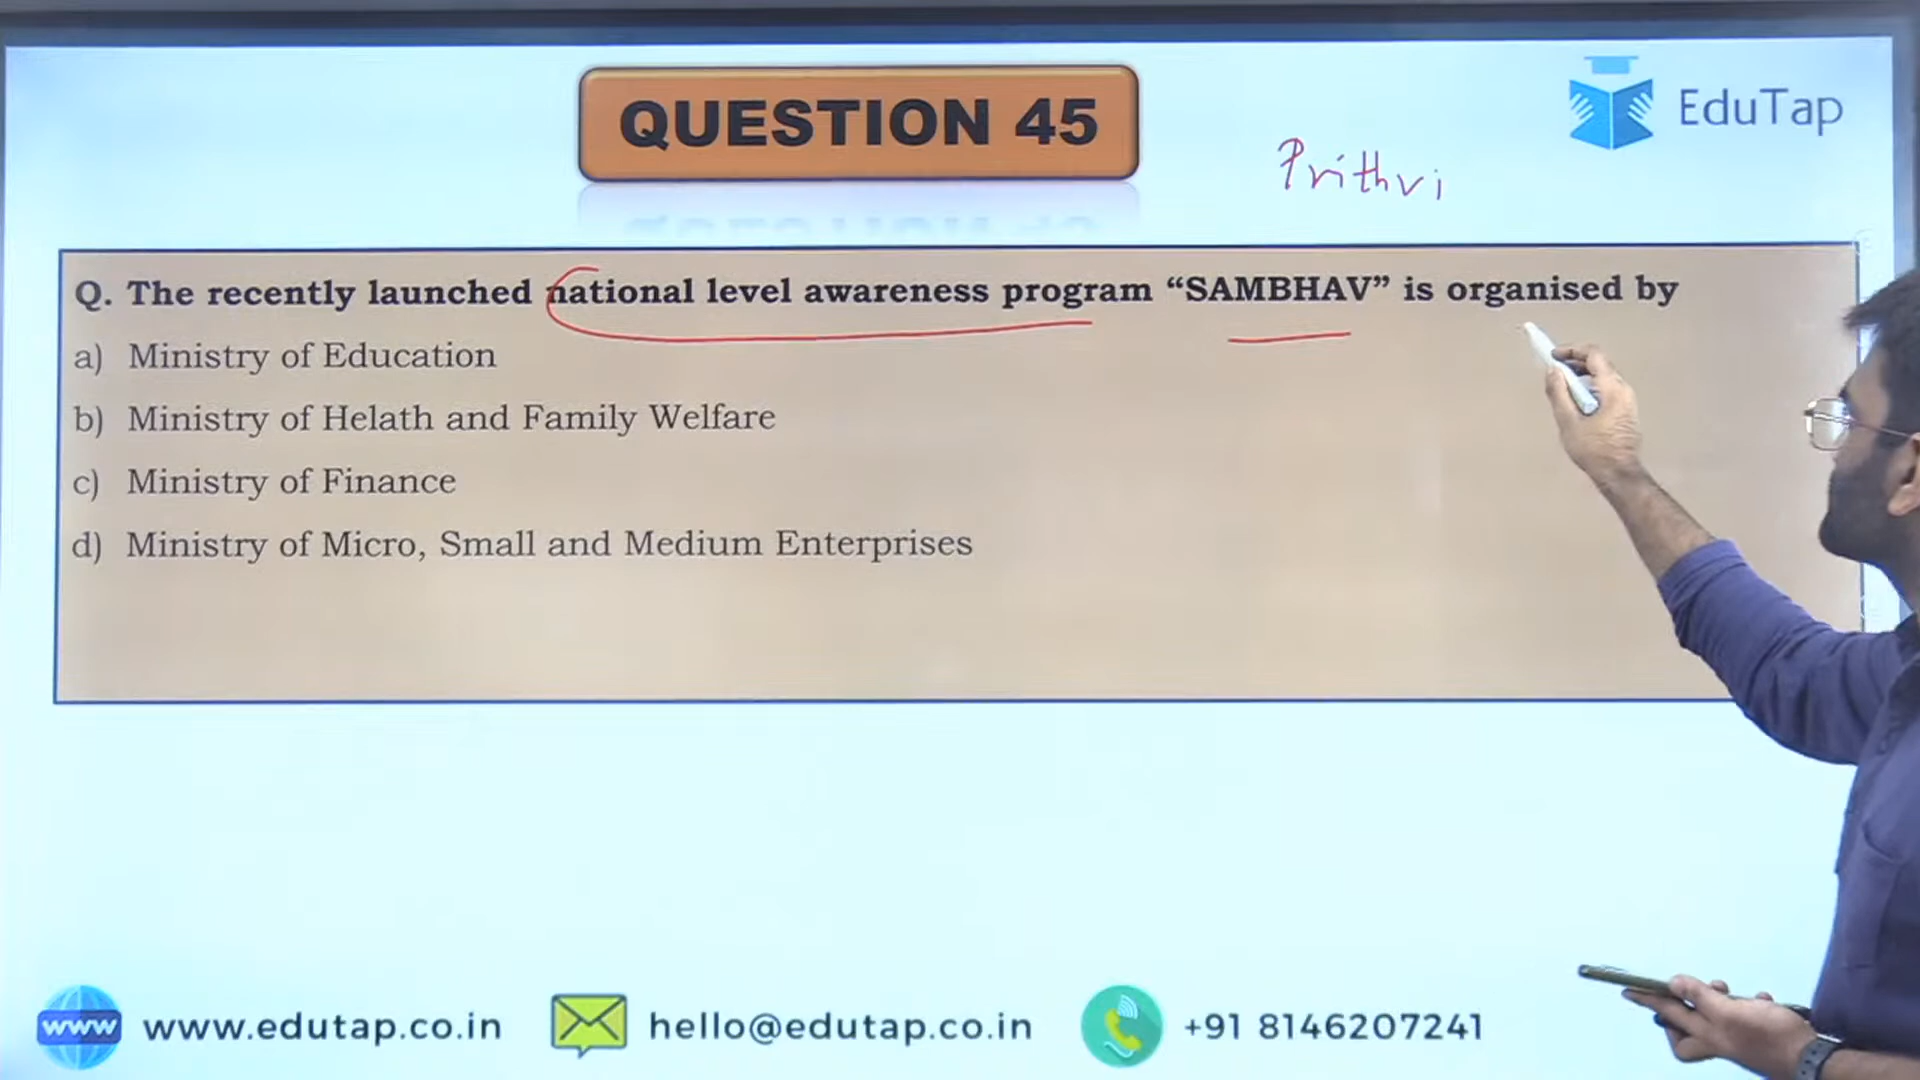 QUESTION 45
EduTap
Prithvi
Q. The recently launched national level awareness program “SAMBHAV” is organised by
a) Ministry of Education
b) Ministry of Helath and Family Welfare
c) Ministry of Finance
d) Ministry of Micro, Small and Medium Enterprises
www www.edutap.co.in hello@edutap.co.in +91 8146207241